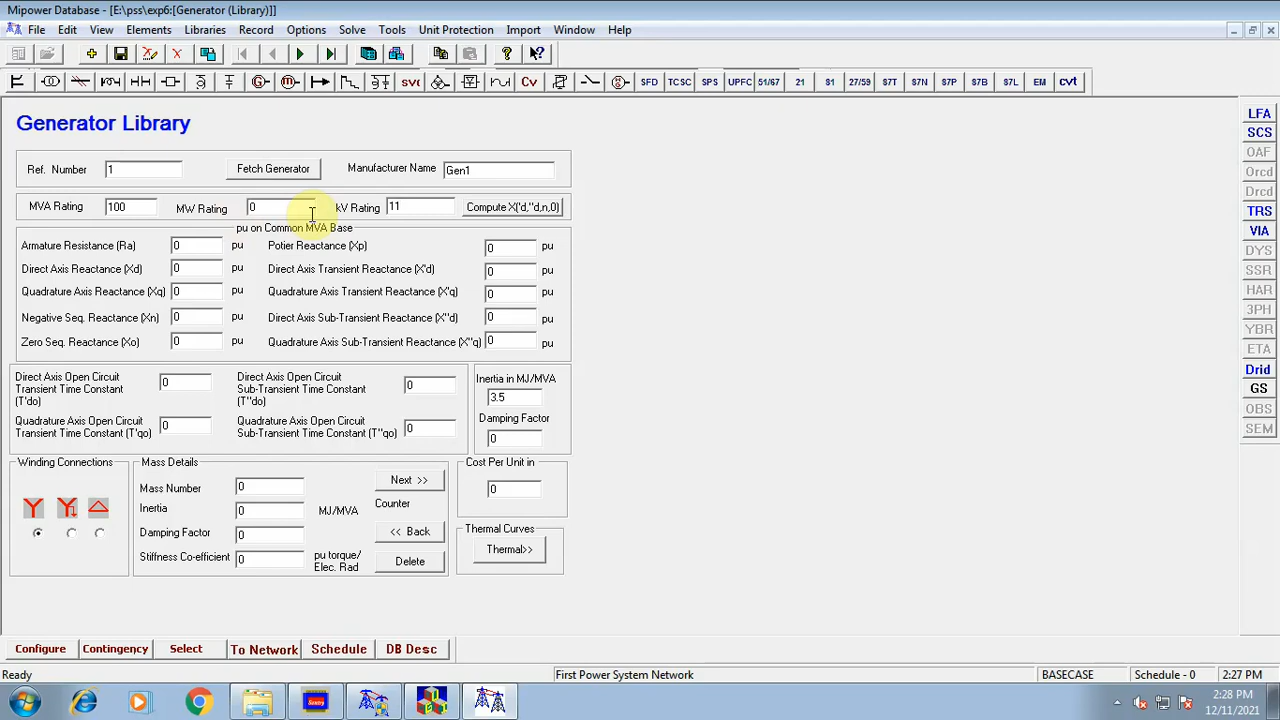 Mipower Database - [E:\pss\exp6:[Generator (Library)]]
File Edit View Elements Libraries Record Options Solve Tools Unit Protection Import Window Help
SVC Cv SFD TCSC SPS UPFC 51/67 21 81 27/59 87T 87N 87P 87B 87L EM cvt
Generator Library
Ref. Number 1 Fetch Generator Manufacturer Name Gen1
MVA Rating 100 MW Rating 0 kV Rating 11 Compute X('d,"d,n,0)
pu on Common MVA Base
Armature Resistance (Ra) 0 pu Potier Reactance (Xp) 0 pu
Direct Axis Reactance (Xd) 0 pu Direct Axis Transient Reactance (X'd) 0 pu
Quadrature Axis Reactance (Xq) 0 pu Quadrature Axis Transient Reactance (X'q) 0 pu
Negative Seq. Reactance (Xn) 0 pu Direct Axis Sub-Transient Reactance (X''d) 0 pu
Zero Seq. Reactance (Xo) 0 pu Quadrature Axis Sub-Transient Reactance (X''q) 0 pu
Direct Axis Open Circuit
Transient Time Constant
(T'do)
0
Direct Axis Open Circuit
Sub-Transient Time Constant
(T''do)
0
Quadrature Axis Open Circuit
Transient Time Constant (T'qo)
0
Quadrature Axis Open Circuit
Sub-Transient Time Constant (T''qo)
0
Inertia in MJ/MVA
3.5
Damping Factor
0
Winding Connections
Mass Details
Mass Number 0 Next >>
Inertia 0 MJ/MVA Counter
Damping Factor 0 << Back
Stiffness Co-efficient 0 pu torque/
Elec. Rad
Delete
Cost Per Unit in
0
Thermal Curves
Thermal>>
LFA
SCS
OAF
Orcd
Drcd
TRS
VIA
DYS
SSR
HAR
3PH
YBR
ETA
Drid
GS
OBS
SEM
Configure Contingency Select To Network Schedule DB Desc
Ready First Power System Network BASECASE Schedule - 0 2:27 PM
2:28 PM
12/11/2021